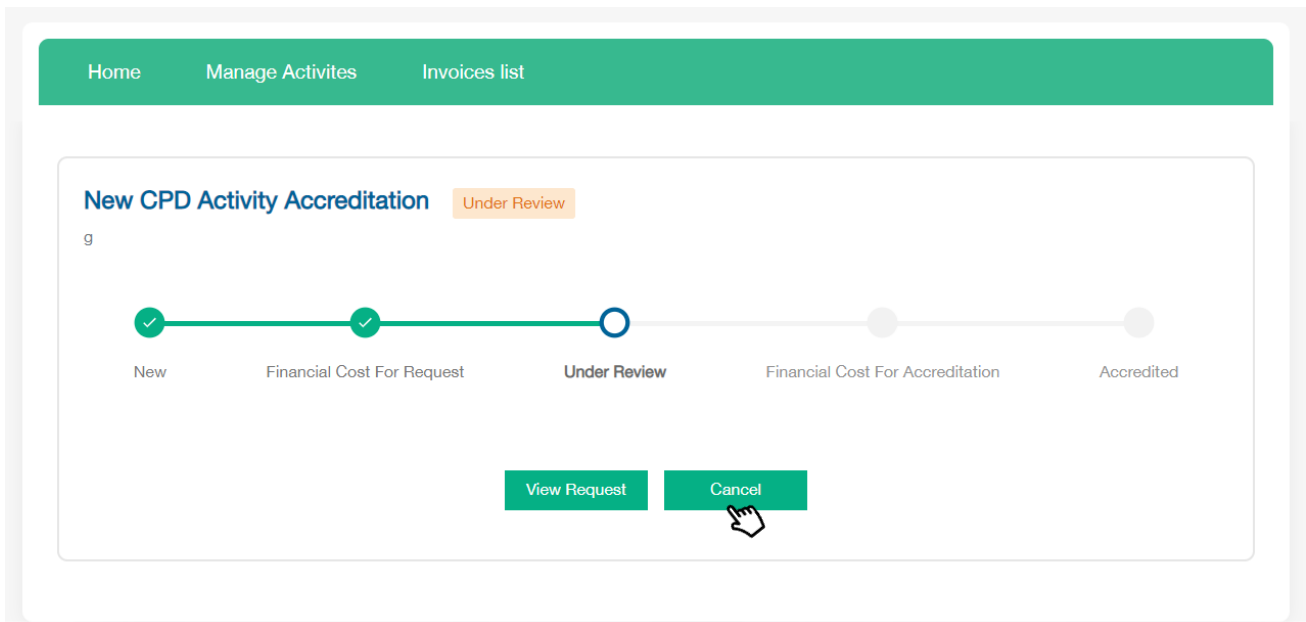 Home Manage Activites Invoices list
New CPD Activity Accreditation Under Review
g
New Financial Cost For Request Under Review Financial Cost For Accreditation Accredited
View Request Cancel